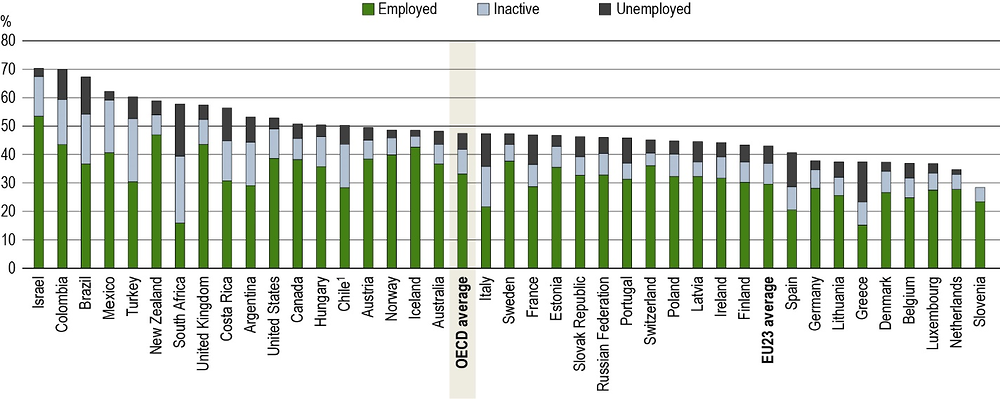 Employed Inactive Unemployed
%
80
70
60
50
40
30
20
10
0
Israel
Colombia
Brazil
Mexico
Turkey
New Zealand
South Africa
United Kingdom
Costa Rica
Argentina
United States
Canada
Hungary
Chile¹
Austria
Norway
Iceland
Australia
OECD average
Italy
Sweden
France
Estonia
Slovak Republic
Russian Federation
Portugal
Switzerland
Poland
Latvia
Ireland
Finland
EU23 average
Spain
Germany
Lithuania
Greece
Denmark
Belgium
Luxembourg
Netherlands
Slovenia